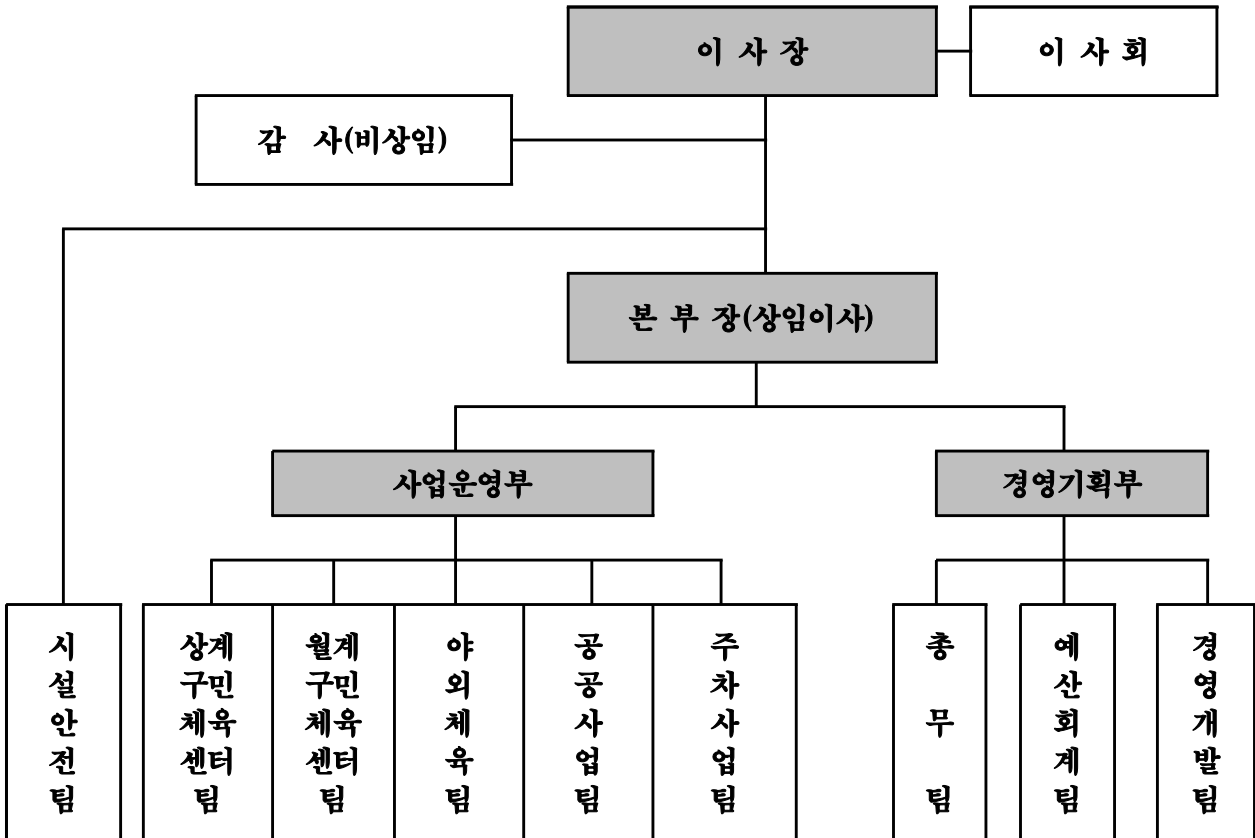 이 사 장
이 사 회
감 사(비상임)
본 부 장(상임이사)
사업운영부
경영기획부
시
설
안
전
팀
상계
구민
체육
센터
팀
월계
구민
체육
센터
팀
야
외
체
육
팀
공
공
사
업
팀
주
차
사
업
팀
총
무
팀
예
산
회
계
팀
경
영
개
발
팀